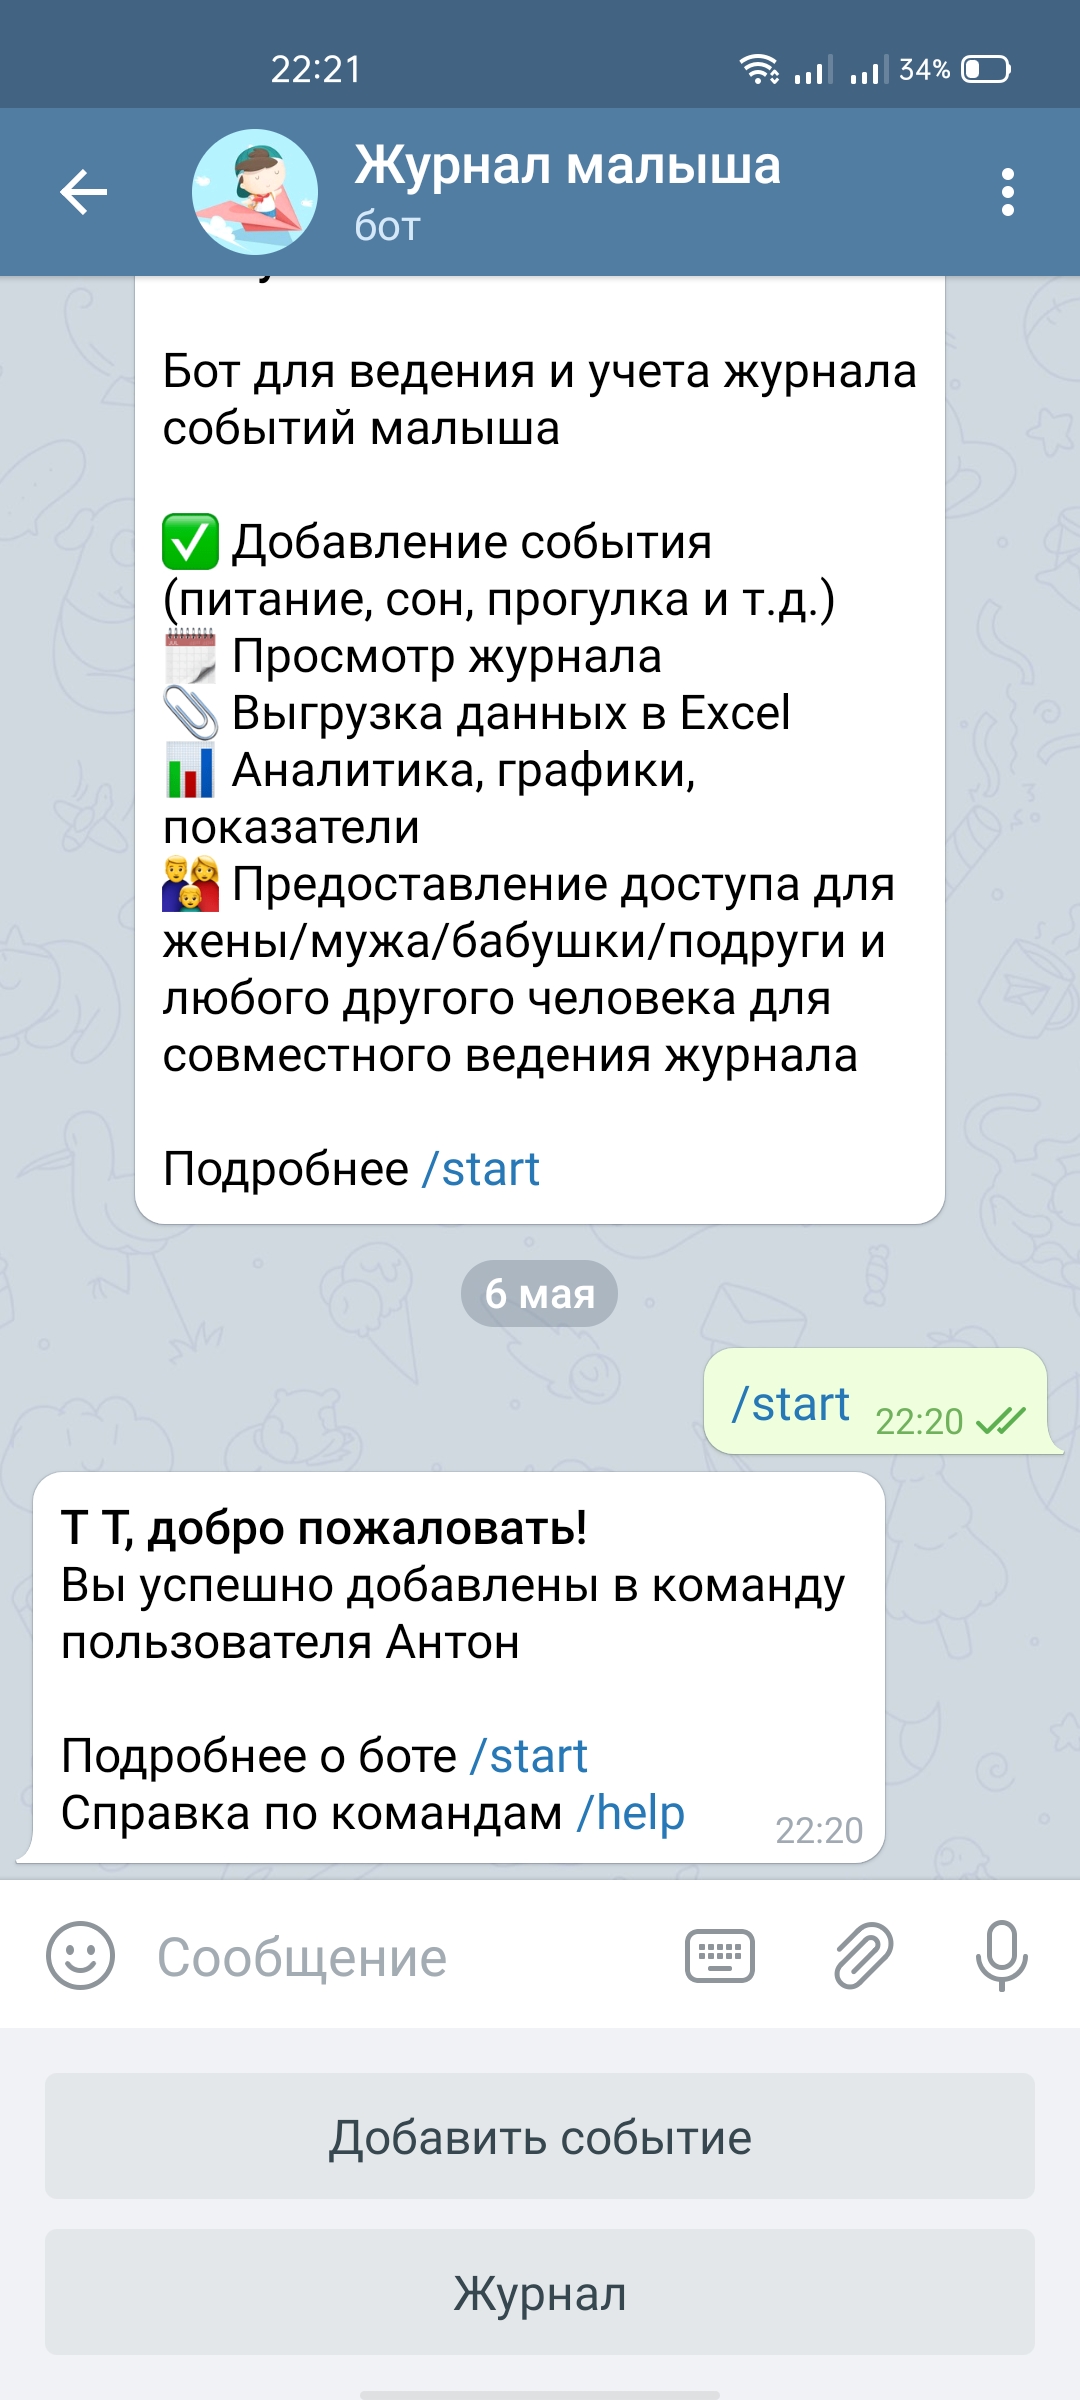 22:21
34%
Журнал малыша
бот
Бот для ведения и учета журнала
событий малыша
✅ Добавление события
(питание, сон, прогулка и т.д.)
Просмотр журнала
Выгрузка данных в Excel
Аналитика, графики,
показатели
Предоставление доступа для
жены/мужа/бабушки/подруги и
любого другого человека для
совместного ведения журнала
Подробнее /start
6 мая
/start 22:20
Т Т, добро пожаловать!
Вы успешно добавлены в команду
пользователя Антон
Подробнее о боте /start
Справка по командам /help
22:20
Сообщение
Добавить событие
Журнал